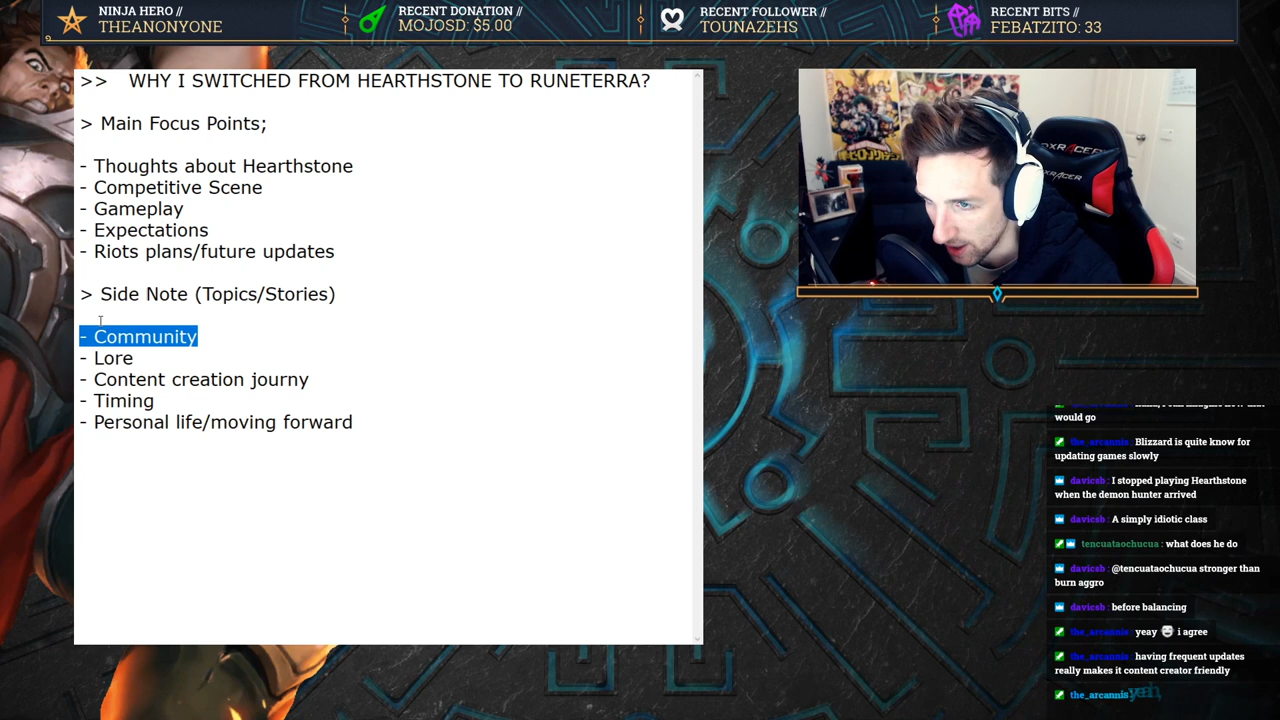 NINJA HERO //
THEANONYONE
RECENT DONATION //
MOJOSD: $5.00
RECENT FOLLOWER //
TOUNAZEHS
RECENT BITS //
FEBATZITO: 33
>> WHY I SWITCHED FROM HEARTHSTONE TO RUNETERRA?
> Main Focus Points;
- Thoughts about Hearthstone
- Competitive Scene
- Gameplay
- Expectations
- Riots plans/future updates
> Side Note (Topics/Stories)
- Community
- Lore
- Content creation journy
- Timing
- Personal life/moving forward
DXRACER
DXRACER
would go
the_arcannis: Blizzard is quite know for
updating games slowly
davicsb: I stopped playing Hearthstone
when the demon hunter arrived
davicsb: A simply idiotic class
tencuataochucua: what does he do
davicsb: @tencuataochucua stronger than
burn aggro
davicsb: before balancing
the_arcannis: yeay i agree
the_arcannis: having frequent updates
really makes it content creator friendly
the_arcannis yeah,